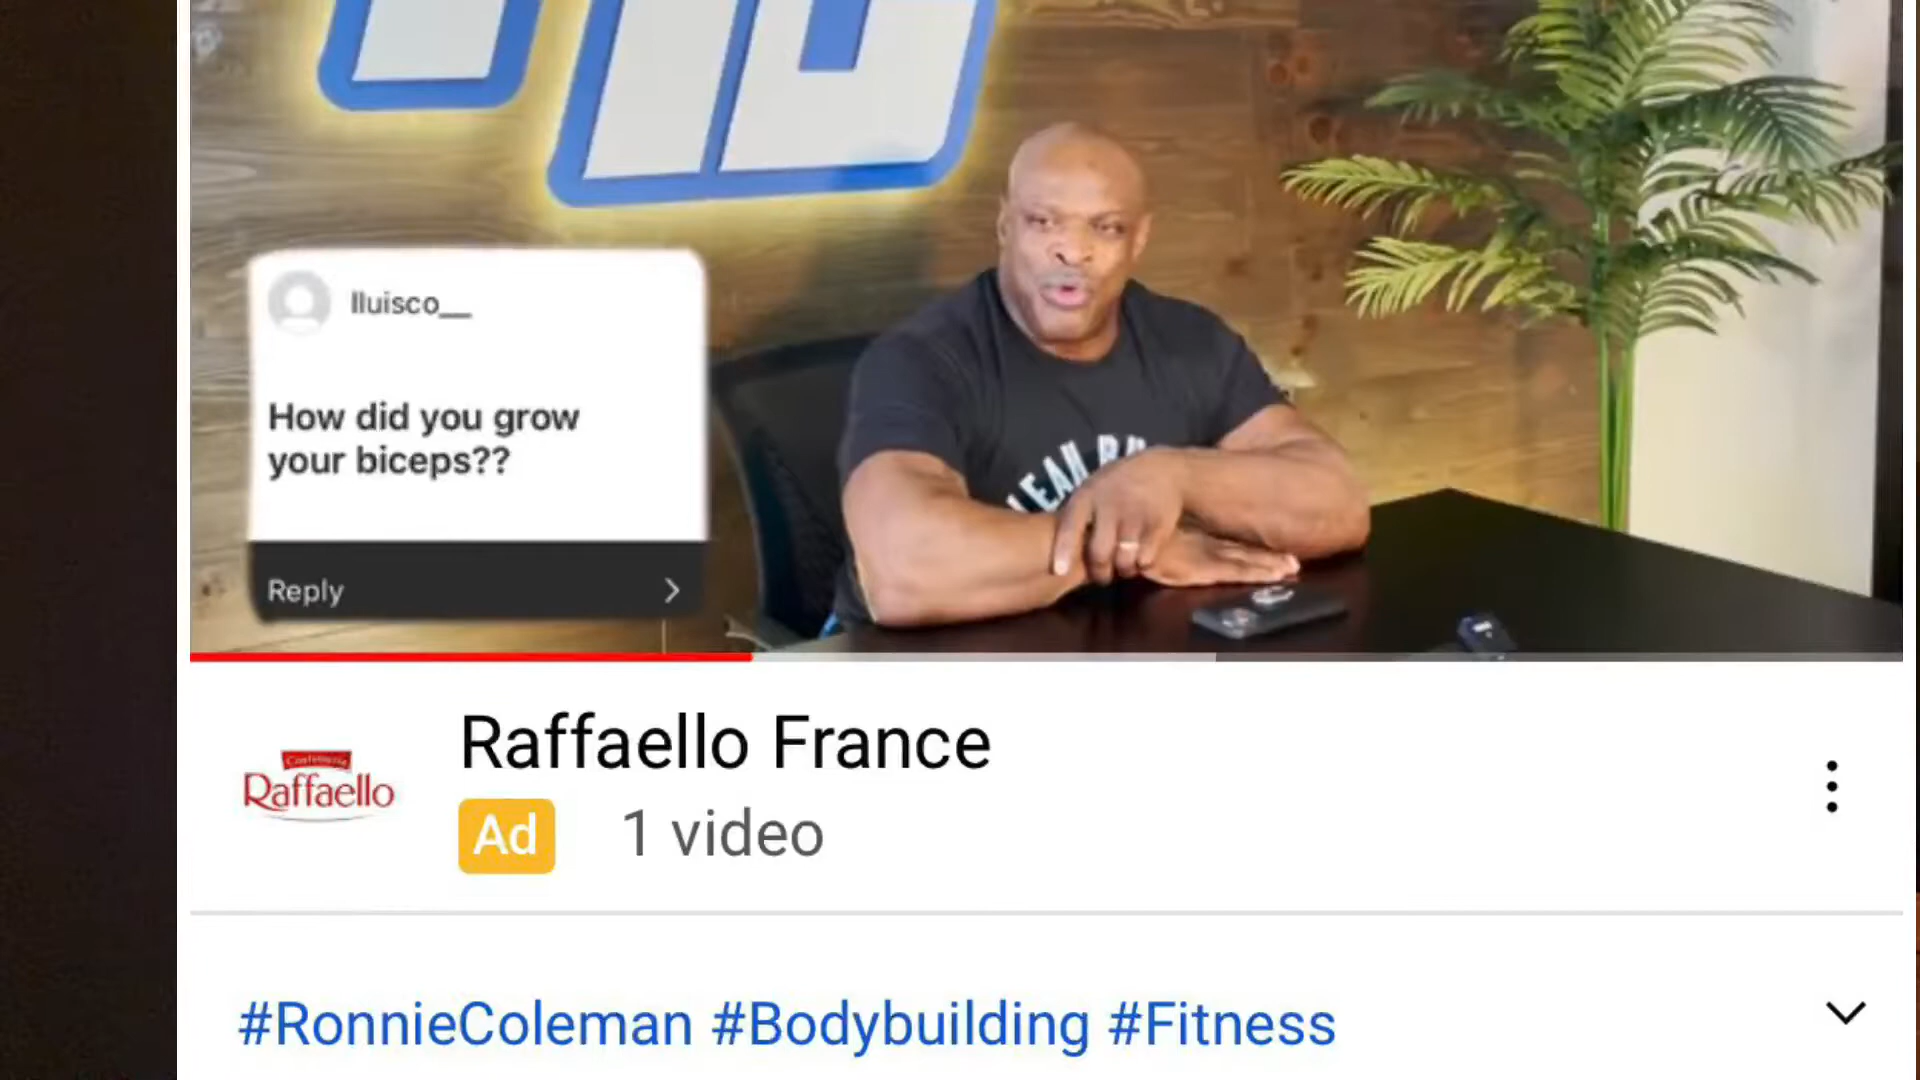 lluisco__
How did you grow
your biceps??
Reply
Raffaello
Raffaello France
Ad 1 video
#RonnieColeman #Bodybuilding #Fitness